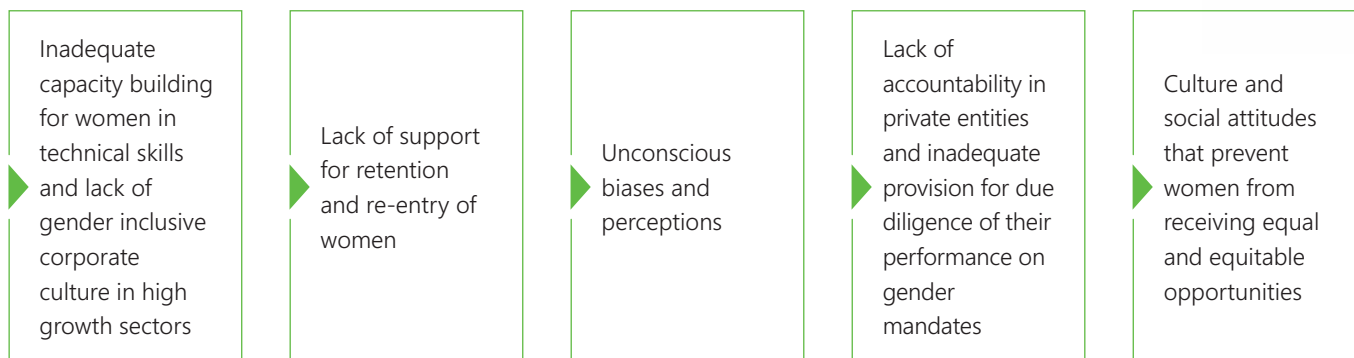 Inadequate
capacity building
for women in
technical skills
and lack of
gender inclusive
corporate
culture in high
growth sectors
Lack of support
for retention
and re-entry of
women
Unconscious
biases and
perceptions
Lack of
accountability in
private entities
and inadequate
provision for due
diligence of their
performance on
gender
mandates
Culture and
social attitudes
that prevent
women from
receiving equal
and equitable
opportunities